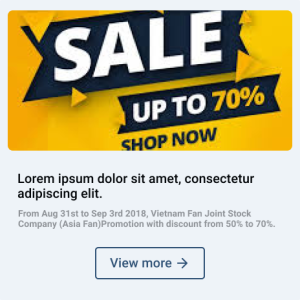 SALE
UP TO 70%
SHOP NOW
Lorem ipsum dolor sit amet, consectetur
adipiscing elit.
From Aug 31st to Sep 3rd 2018, Vietnam Fan Joint Stock
Company (Asia Fan)Promotion with discount from 50% to 70%.
View more →